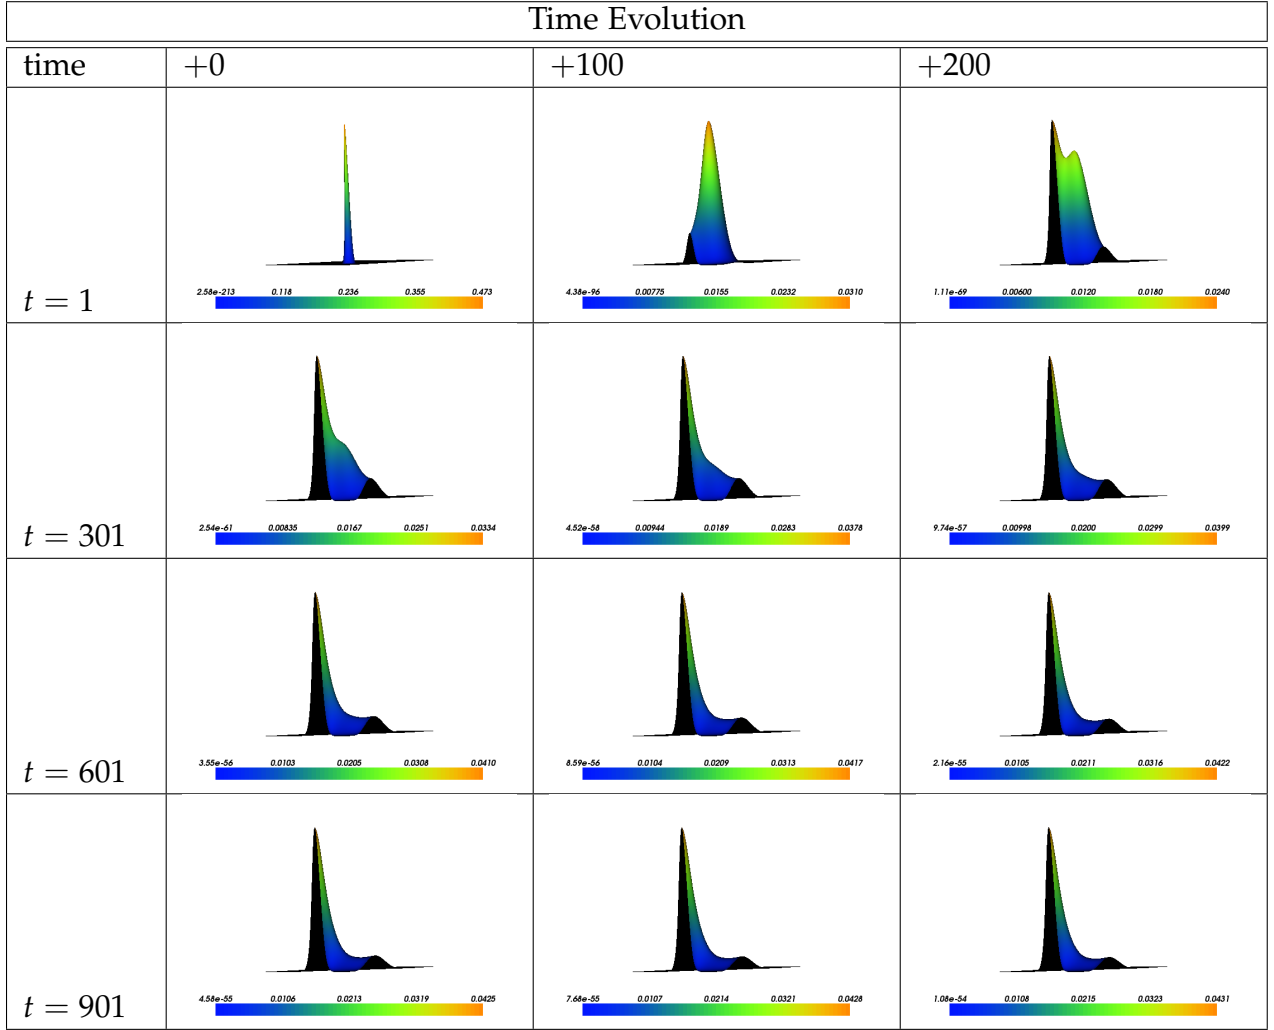 Time Evolution
time +0 +100 +200
t = 1
2.58e-213 0.118 0.236 0.355 0.473
4.38e-96 0.00775 0.0155 0.0232 0.0310
1.11e-69 0.00600 0.0120 0.0180 0.0240
t = 301
2.54e-61 0.00835 0.0167 0.0251 0.0334
4.52e-58 0.00944 0.0189 0.0283 0.0378
9.74e-57 0.00998 0.0200 0.0299 0.0399
t = 601
3.55e-56 0.0103 0.0205 0.0308 0.0410
8.59e-56 0.0104 0.0209 0.0313 0.0417
2.16e-55 0.0105 0.0211 0.0316 0.0422
t = 901
4.58e-55 0.0106 0.0213 0.0319 0.0425
7.68e-55 0.0107 0.0214 0.0321 0.0428
1.08e-54 0.0108 0.0215 0.0323 0.0431